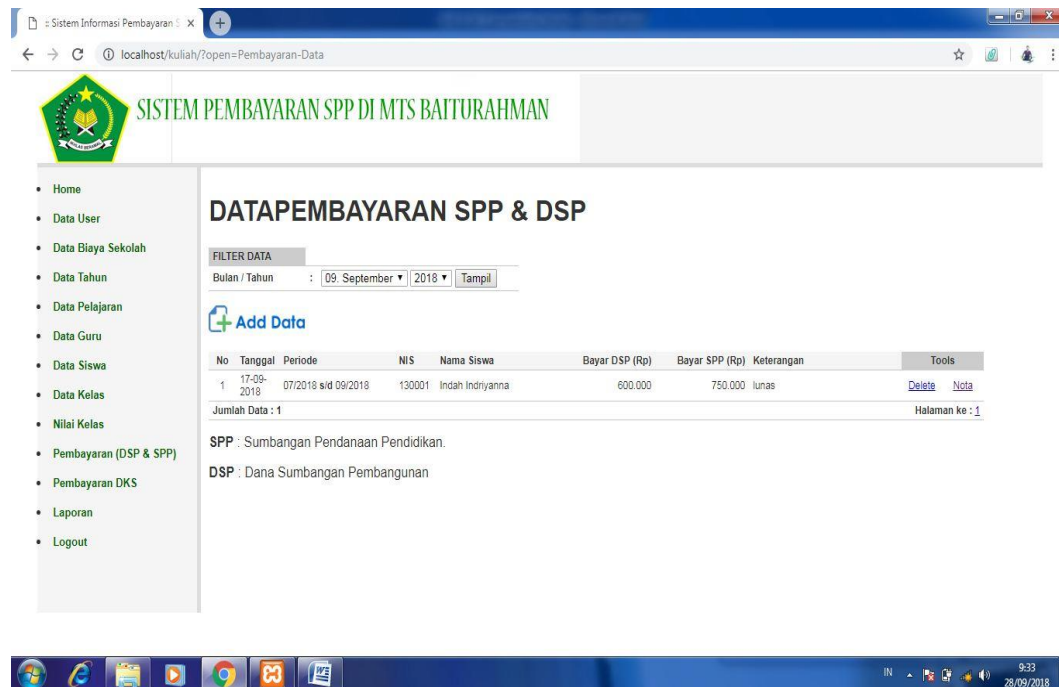 :: Sistem Informasi Pembayaran S
localhost/kuliah/?open=Pembayaran-Data
SISTEM PEMBAYARAN SPP DI MTS BAITURAHMAN
Home
Data User
Data Biaya Sekolah
Data Tahun
Data Pelajaran
Data Guru
Data Siswa
Data Kelas
Nilai Kelas
Pembayaran (DSP & SPP)
Pembayaran DKS
Laporan
Logout
DATAPEMBAYARAN SPP & DSP
FILTER DATA
Bulan / Tahun : 09. September 2018 Tampil
Add Data
No Tanggal Periode NIS Nama Siswa Bayar DSP (Rp) Bayar SPP (Rp) Keterangan Tools
1 17-09-2018 07/2018 s/d 09/2018 130001 Indah Indriyanna 600.000 750.000 lunas Delete Nota
Jumlah Data : 1 Halaman ke : 1
SPP : Sumbangan Pendanaan Pendidikan.
DSP : Dana Sumbangan Pembangunan
IN 9:33
28/09/2018